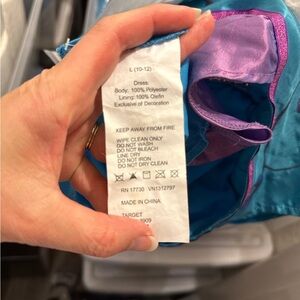 L (10-12)
Dress:
Body: 100% Polyester
Lining: 100% Olefin
Exclusive of Decoration
KEEP AWAY FROM FIRE
WIPE CLEAN ONLY
DO NOT WASH
DO NOT BLEACH
LINE DRY
DO NOT IRON
DO NOT DRY CLEAN
RN 17730 VN1312797
MADE IN CHINA
TARGET